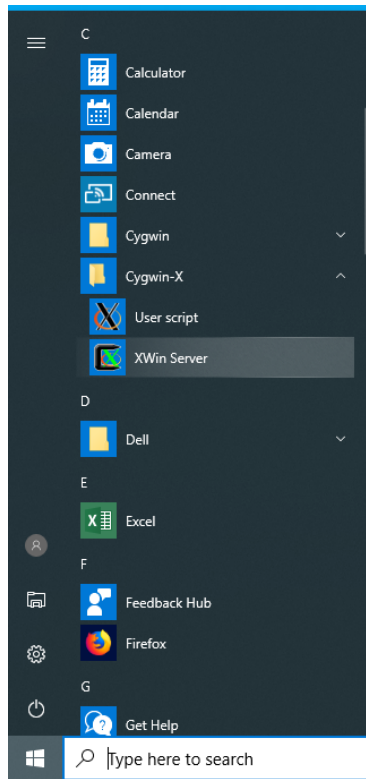 C
Calculator
Calendar
Camera
Connect
Cygwin
Cygwin-X
User script
XWin Server
D
Dell
E
Excel
F
Feedback Hub
Firefox
G
Get Help
Type here to search